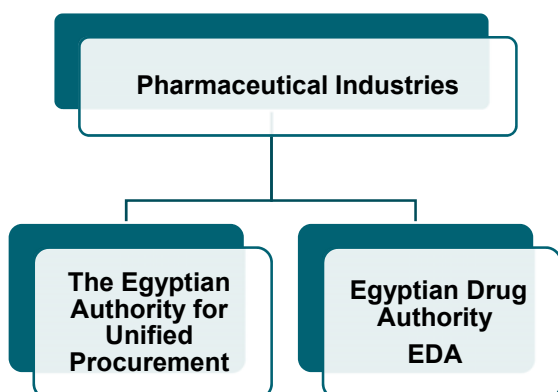 Pharmaceutical Industries
The Egyptian
Authority for
Unified
Procurement
Egyptian Drug
Authority
EDA